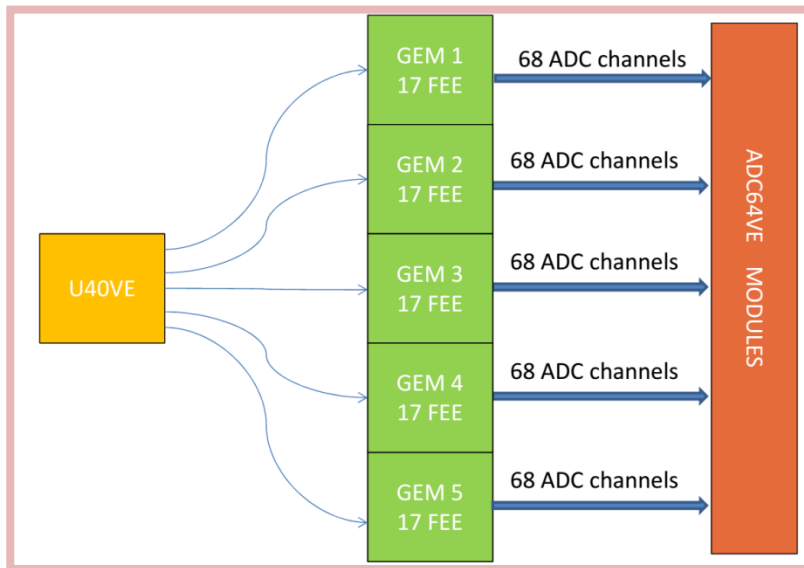 GEM 1
17 FEE
68 ADC channels
GEM 2
17 FEE
68 ADC channels
U40VE
GEM 3
17 FEE
68 ADC channels
GEM 4
17 FEE
68 ADC channels
GEM 5
17 FEE
68 ADC channels
ADC64VE MODULES